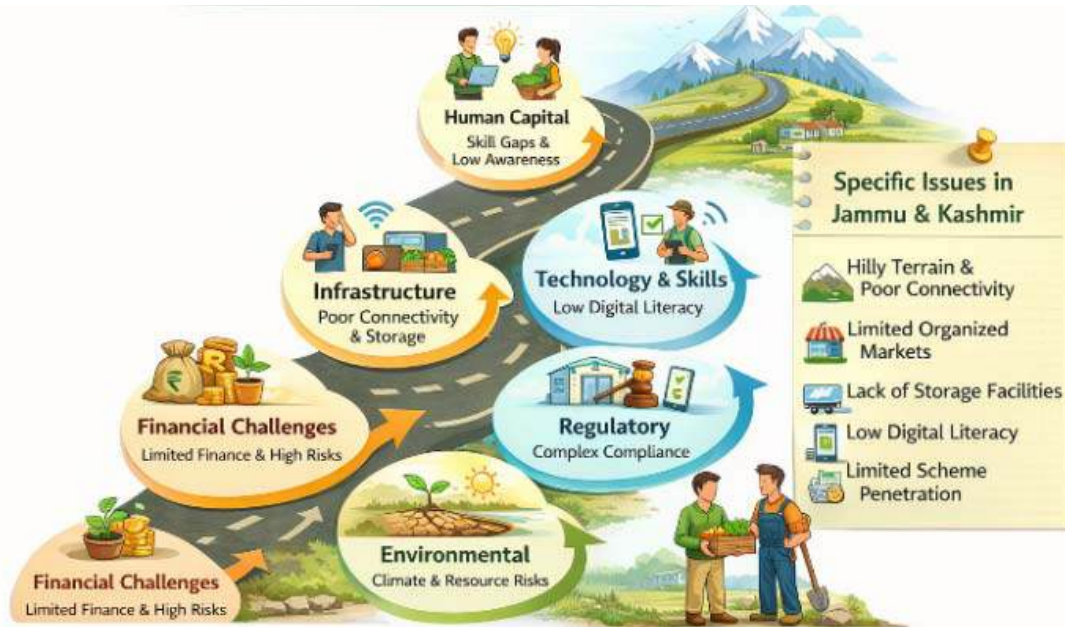 Human Capital
Skill Gaps &
Low Awareness
Infrastructure
Poor Connectivity
& Storage
Technology & Skills
Low Digital Literacy
Financial Challenges
Limited Finance & High Risks
Regulatory
Complex Compliance
Environmental
Climate & Resource Risks
Financial Challenges
Limited Finance & High Risks
Specific Issues in
Jammu & Kashmir
Hilly Terrain &
Poor Connectivity
Limited Organized
Markets
Lack of Storage Facilities
Low Digital Literacy
Limited Scheme
Penetration